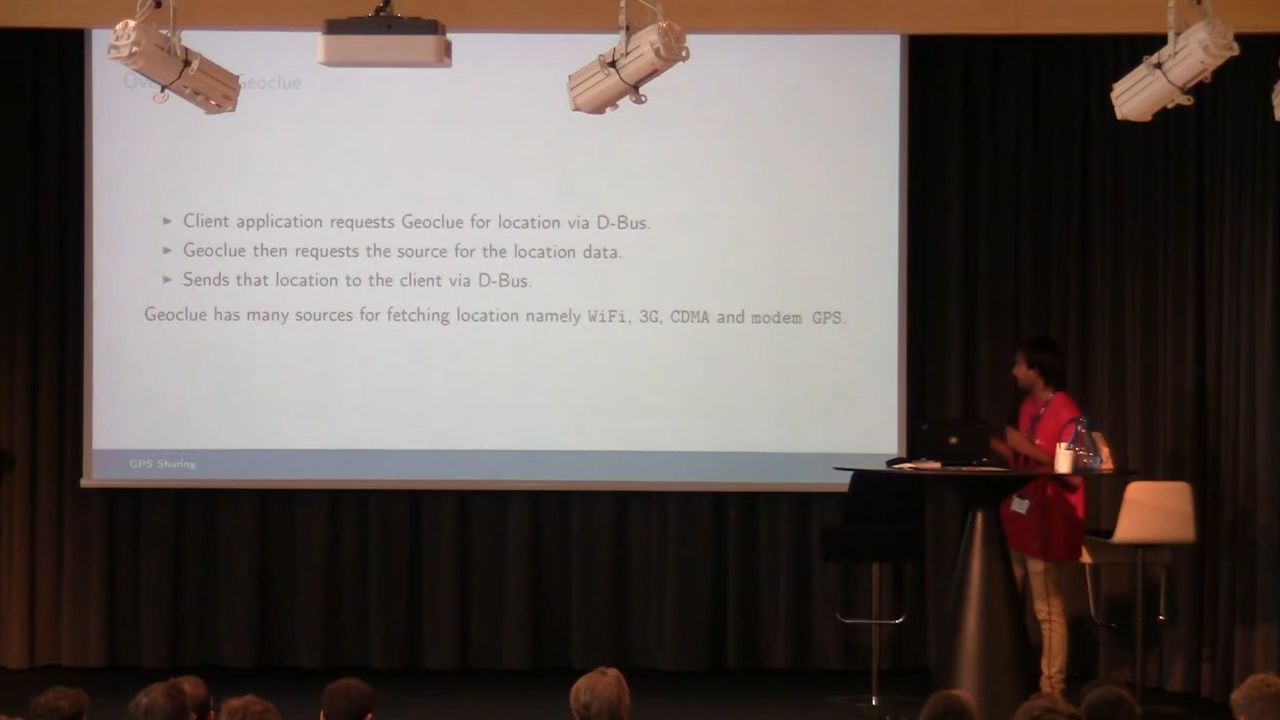 Geoclue
► Client application requests Geoclue for location via D-Bus.
► Geoclue then requests the source for the location data.
► Sends that location to the client via D-Bus.
Geoclue has many sources for fetching location namely WiFi, 3G, CDMA and modem GPS.
GPS Sharing